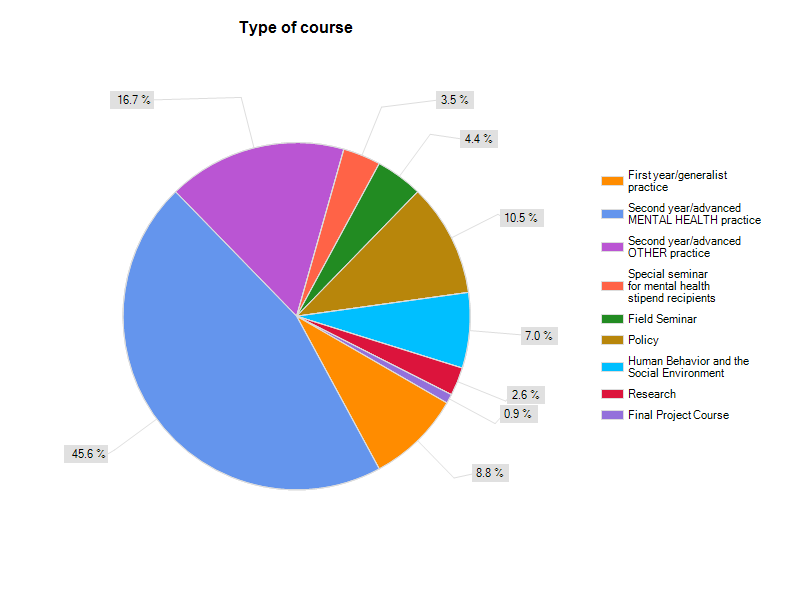 Type of course
16.7 %
3.5 %
4.4 %
10.5 %
7.0 %
2.6 %
0.9 %
8.8 %
45.6 %
First year/generalist
practice
Second year/advanced
MENTAL HEALTH practice
Second year/advanced
OTHER practice
Special seminar
for mental health
stipend recipients
Field Seminar
Policy
Human Behavior and the
Social Environment
Research
Final Project Course